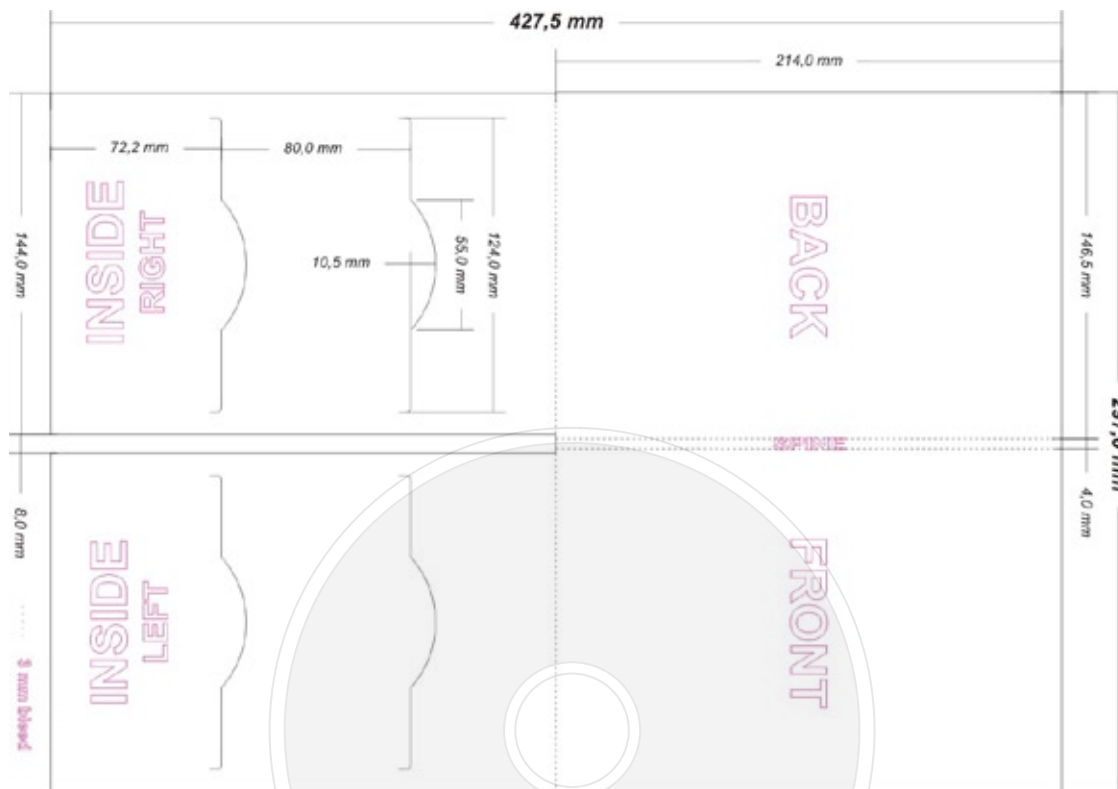 427,5 mm
214,0 mm
72,2 mm
80,0 mm
INSIDE
RIGHT
10,5 mm
55,0 mm
124,0 mm
144,0 mm
BACK
146,5 mm
SPINE
4,0 mm
8,0 mm
INSIDE
LEFT
FRONT
3 mm bleed